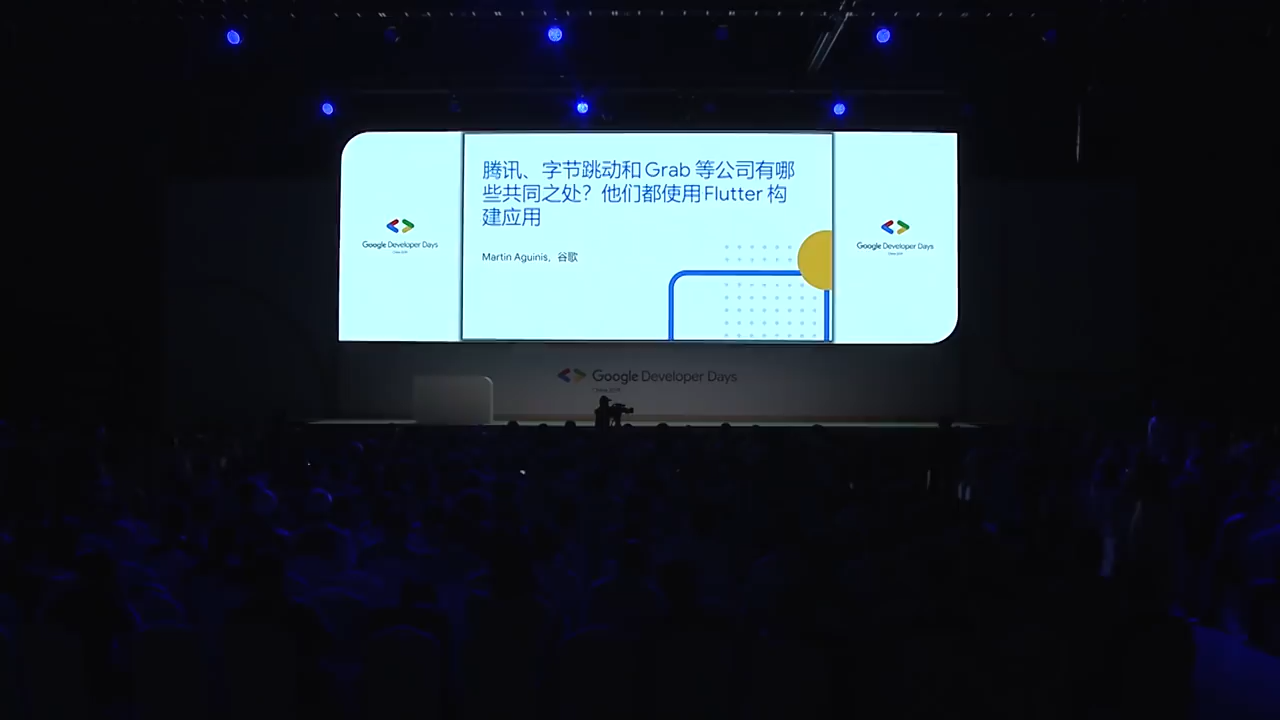 腾讯、字节跳动和 Grab 等公司有哪
些共同之处？他们都使用 Flutter 构
建应用
Martin Aguinis，谷歌
Google Developer Days
Google Developer Days
Google Developer Days